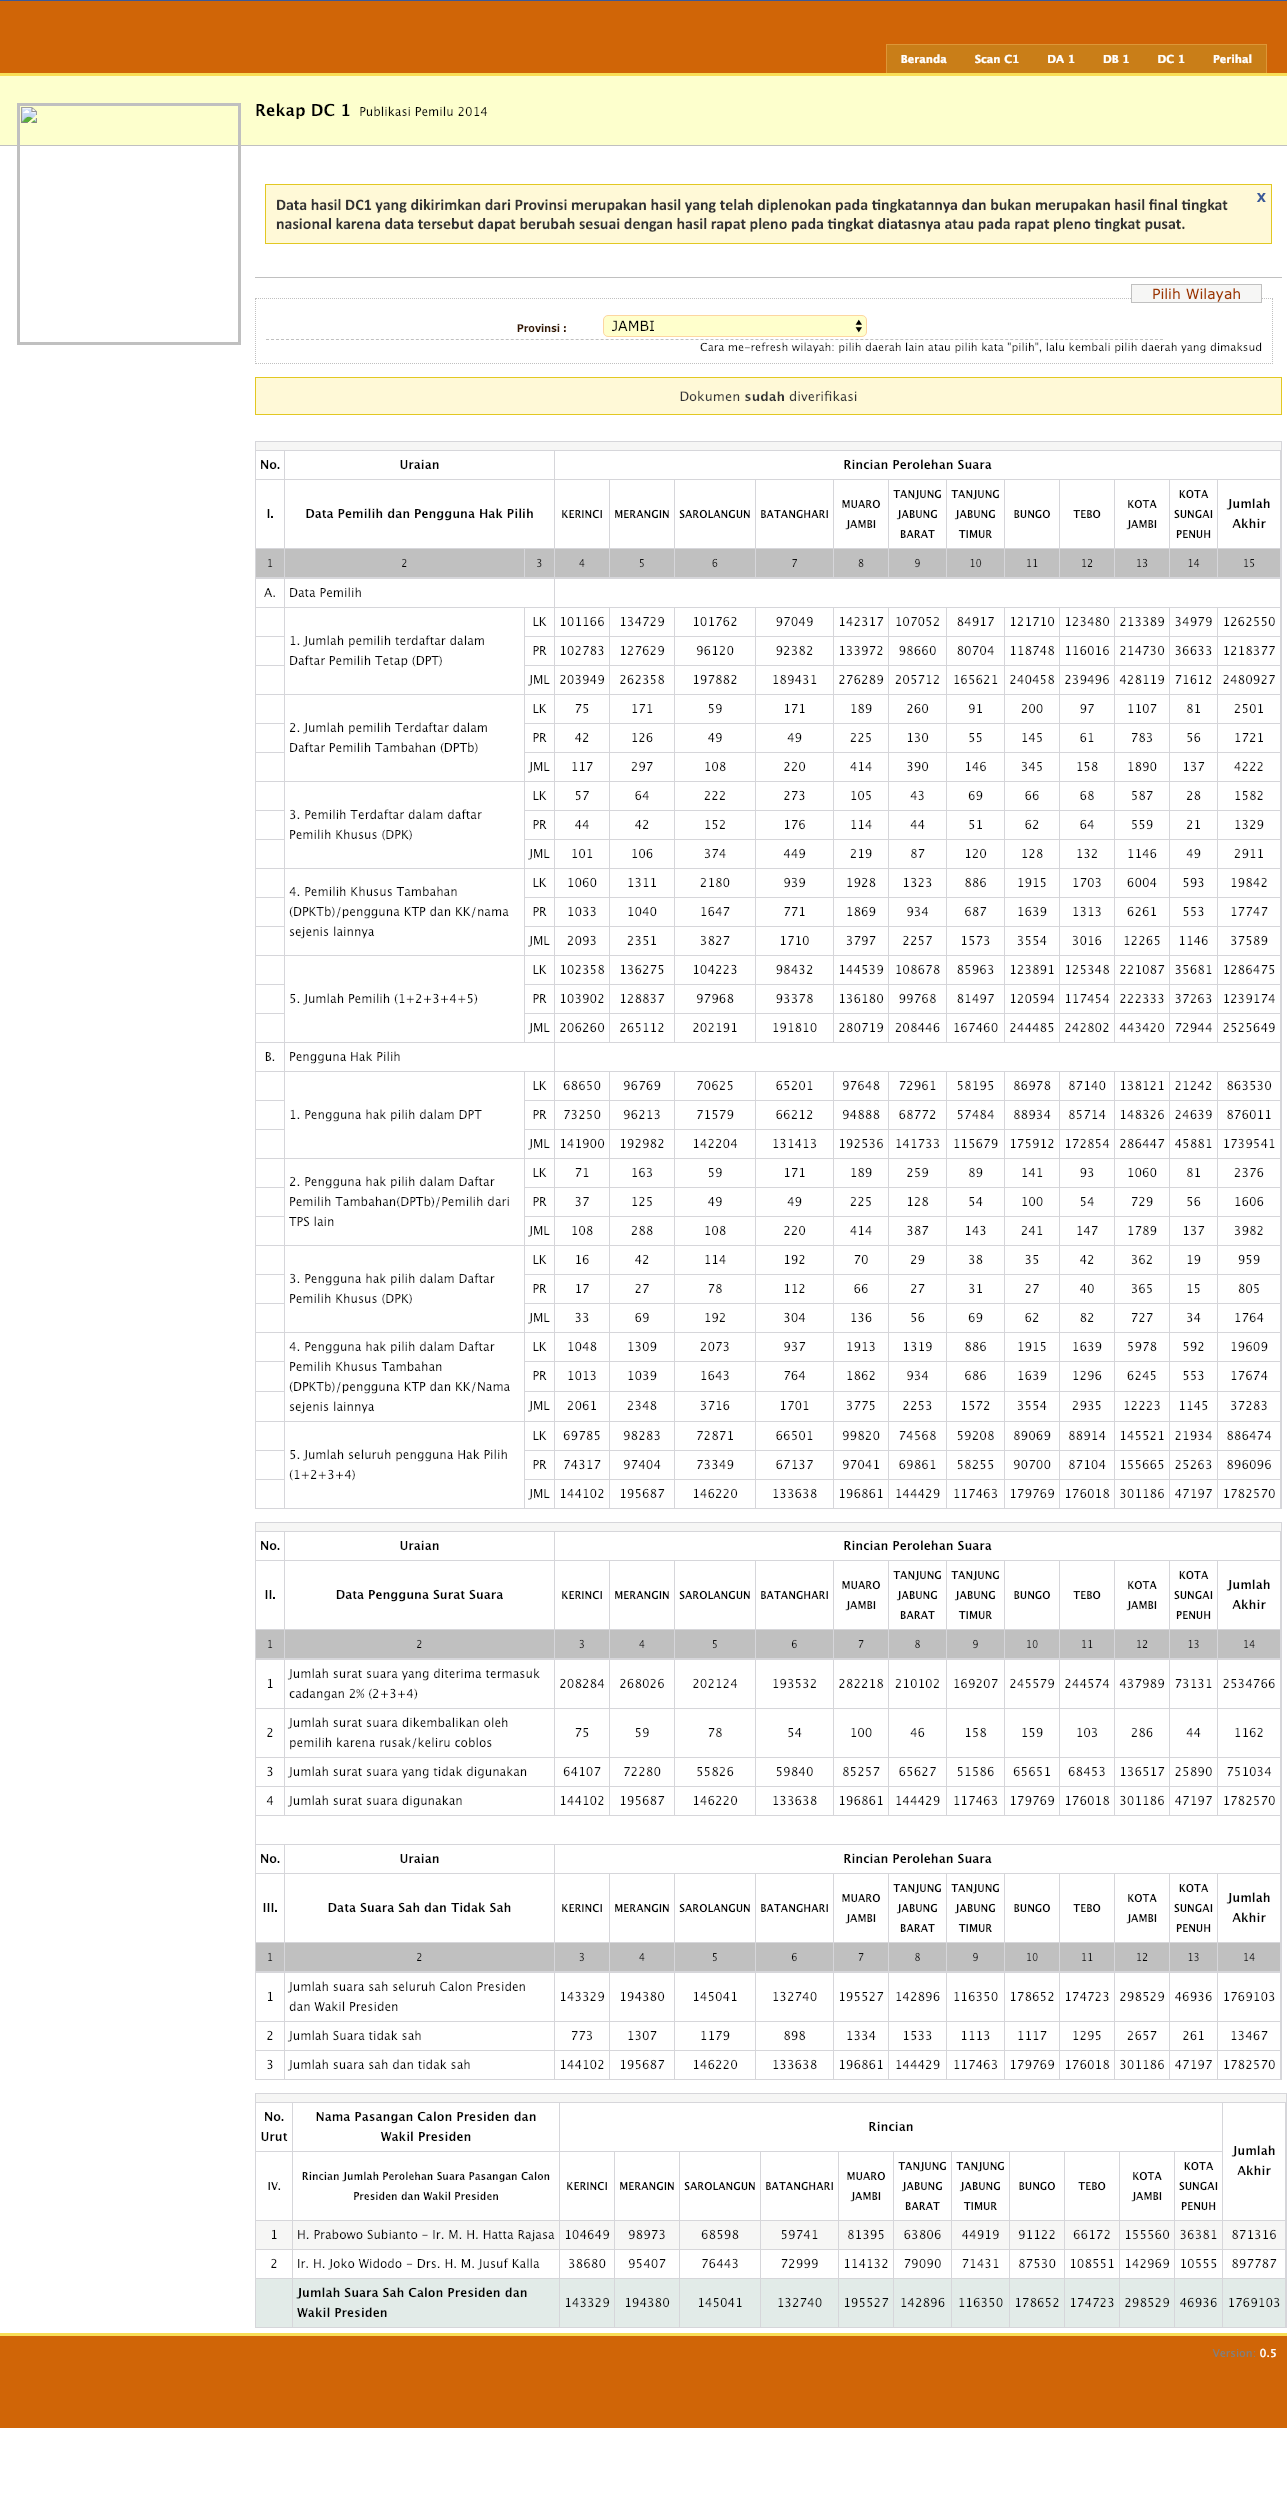 Beranda Scan C1 DA 1 DB 1 DC 1 Perihal
Rekap DC 1 Publikasi Pemilu 2014
x
Data hasil DC1 yang dikirimkan dari Provinsi merupakan hasil yang telah diplenokan pada tingkatannya dan bukan merupakan hasil final tingkat
nasional karena data tersebut dapat berubah sesuai dengan hasil rapat pleno pada tingkat diatasnya atau pada rapat pleno tingkat pusat.
Pilih Wilayah
Provinsi : JAMBI
Cara me-refresh wilayah: pilih daerah lain atau pilih kata "pilih", lalu kembali pilih daerah yang dimaksud
Dokumen sudah diverifikasi
No. Uraian Rincian Perolehan Suara
I. Data Pemilih dan Pengguna Hak Pilih KERINCI MERANGIN SAROLANGUN BATANGHARI MUARO JAMBI TANJUNG JABUNG BARAT TANJUNG JABUNG TIMUR BUNGO TEBO KOTA JAMBI KOTA SUNGAI PENUH Jumlah Akhir
1 2 3 4 5 6 7 8 9 10 11 12 13 14 15
A. Data Pemilih
1. Jumlah pemilih terdaftar dalam
Daftar Pemilih Tetap (DPT)
LK 101166 134729 101762 97049 142317 107052 84917 121710 123480 213389 34979 1262550
PR 102783 127629 96120 92382 133972 98660 80704 118748 116016 214730 36633 1218377
JML 203949 262358 197882 189431 276289 205712 165621 240458 239496 428119 71612 2480927
2. Jumlah pemilih Terdaftar dalam
Daftar Pemilih Tambahan (DPTb)
LK 75 171 59 171 189 260 91 200 97 1107 81 2501
PR 42 126 49 49 225 130 55 145 61 783 56 1721
JML 117 297 108 220 414 390 146 345 158 1890 137 4222
3. Pemilih Terdaftar dalam daftar
Pemilih Khusus (DPK)
LK 57 64 222 273 105 43 69 66 68 587 28 1582
PR 44 42 152 176 114 44 51 62 64 559 21 1329
JML 101 106 374 449 219 87 120 128 132 1146 49 2911
4. Pemilih Khusus Tambahan
(DPKTb)/pengguna KTP dan KK/nama
sejenis lainnya
LK 1060 1311 2180 939 1928 1323 886 1915 1703 6004 593 19842
PR 1033 1040 1647 771 1869 934 687 1639 1313 6261 553 17747
JML 2093 2351 3827 1710 3797 2257 1573 3554 3016 12265 1146 37589
5. Jumlah Pemilih (1+2+3+4+5)
LK 102358 136275 104223 98432 144539 108678 85963 123891 125348 221087 35681 1286475
PR 103902 128837 97968 93378 136180 99768 81497 120594 117454 222333 37263 1239174
JML 206260 265112 202191 191810 280719 208446 167460 244485 242802 443420 72944 2525649
B. Pengguna Hak Pilih
1. Pengguna hak pilih dalam DPT
LK 68650 96769 70625 65201 97648 72961 58195 86978 87140 138121 21242 863530
PR 73250 96213 71579 66212 94888 68772 57484 88934 85714 148326 24639 876011
JML 141900 192982 142204 131413 192536 141733 115679 175912 172854 286447 45881 1739541
2. Pengguna hak pilih dalam Daftar
Pemilih Tambahan(DPTb)/Pemilih dari
TPS lain
LK 71 163 59 171 189 259 89 141 93 1060 81 2376
PR 37 125 49 49 225 128 54 100 54 729 56 1606
JML 108 288 108 220 414 387 143 241 147 1789 137 3982
3. Pengguna hak pilih dalam Daftar
Pemilih Khusus (DPK)
LK 16 42 114 192 70 29 38 35 42 362 19 959
PR 17 27 78 112 66 27 31 27 40 365 15 805
JML 33 69 192 304 136 56 69 62 82 727 34 1764
4. Pengguna hak pilih dalam Daftar
Pemilih Khusus Tambahan
(DPKTb)/pengguna KTP dan KK/Nama
sejenis lainnya
LK 1048 1309 2073 937 1913 1319 886 1915 1639 5978 592 19609
PR 1013 1039 1643 764 1862 934 686 1639 1296 6245 553 17674
JML 2061 2348 3716 1701 3775 2253 1572 3554 2935 12223 1145 37283
5. Jumlah seluruh pengguna Hak Pilih
(1+2+3+4)
LK 69785 98283 72871 66501 99820 74568 59208 89069 88914 145521 21934 886474
PR 74317 97404 73349 67137 97041 69861 58255 90700 87104 155665 25263 896096
JML 144102 195687 146220 133638 196861 144429 117463 179769 176018 301186 47197 1782570
No. Uraian Rincian Perolehan Suara
II. Data Pengguna Surat Suara KERINCI MERANGIN SAROLANGUN BATANGHARI MUARO JAMBI TANJUNG JABUNG BARAT TANJUNG JABUNG TIMUR BUNGO TEBO KOTA JAMBI KOTA SUNGAI PENUH Jumlah Akhir
1 2 3 4 5 6 7 8 9 10 11 12 13 14
1 Jumlah surat suara yang diterima termasuk cadangan 2% (2+3+4) 208284 268026 202124 193532 282218 210102 169207 245579 244574 437989 73131 2534766
2 Jumlah surat suara dikembalikan oleh pemilih karena rusak/keliru coblos 75 59 78 54 100 46 158 159 103 286 44 1162
3 Jumlah surat suara yang tidak digunakan 64107 72280 55826 59840 85257 65627 51586 65651 68453 136517 25890 751034
4 Jumlah surat suara digunakan 144102 195687 146220 133638 196861 144429 117463 179769 176018 301186 47197 1782570
No. Uraian Rincian Perolehan Suara
III. Data Suara Sah dan Tidak Sah KERINCI MERANGIN SAROLANGUN BATANGHARI MUARO JAMBI TANJUNG JABUNG BARAT TANJUNG JABUNG TIMUR BUNGO TEBO KOTA JAMBI KOTA SUNGAI PENUH Jumlah Akhir
1 2 3 4 5 6 7 8 9 10 11 12 13 14
1 Jumlah suara sah seluruh Calon Presiden dan Wakil Presiden 143329 194380 145041 132740 195527 142896 116350 178652 174723 298529 46936 1769103
2 Jumlah Suara tidak sah 773 1307 1179 898 1334 1533 1113 1117 1295 2657 261 13467
3 Jumlah suara sah dan tidak sah 144102 195687 146220 133638 196861 144429 117463 179769 176018 301186 47197 1782570
No. Urut Nama Pasangan Calon Presiden dan Wakil Presiden Rincian Jumlah Akhir
IV. Rincian Jumlah Perolehan Suara Pasangan Calon Presiden dan Wakil Presiden KERINCI MERANGIN SAROLANGUN BATANGHARI MUARO JAMBI TANJUNG JABUNG BARAT TANJUNG JABUNG TIMUR BUNGO TEBO KOTA JAMBI KOTA SUNGAI PENUH
1 H. Prabowo Subianto - Ir. M. H. Hatta Rajasa 104649 98973 68598 59741 81395 63806 44919 91122 66172 155560 36381 871316
2 Ir. H. Joko Widodo - Drs. H. M. Jusuf Kalla 38680 95407 76443 72999 114132 79090 71431 87530 108551 142969 10555 897787
Jumlah Suara Sah Calon Presiden dan Wakil Presiden 143329 194380 145041 132740 195527 142896 116350 178652 174723 298529 46936 1769103
0.5